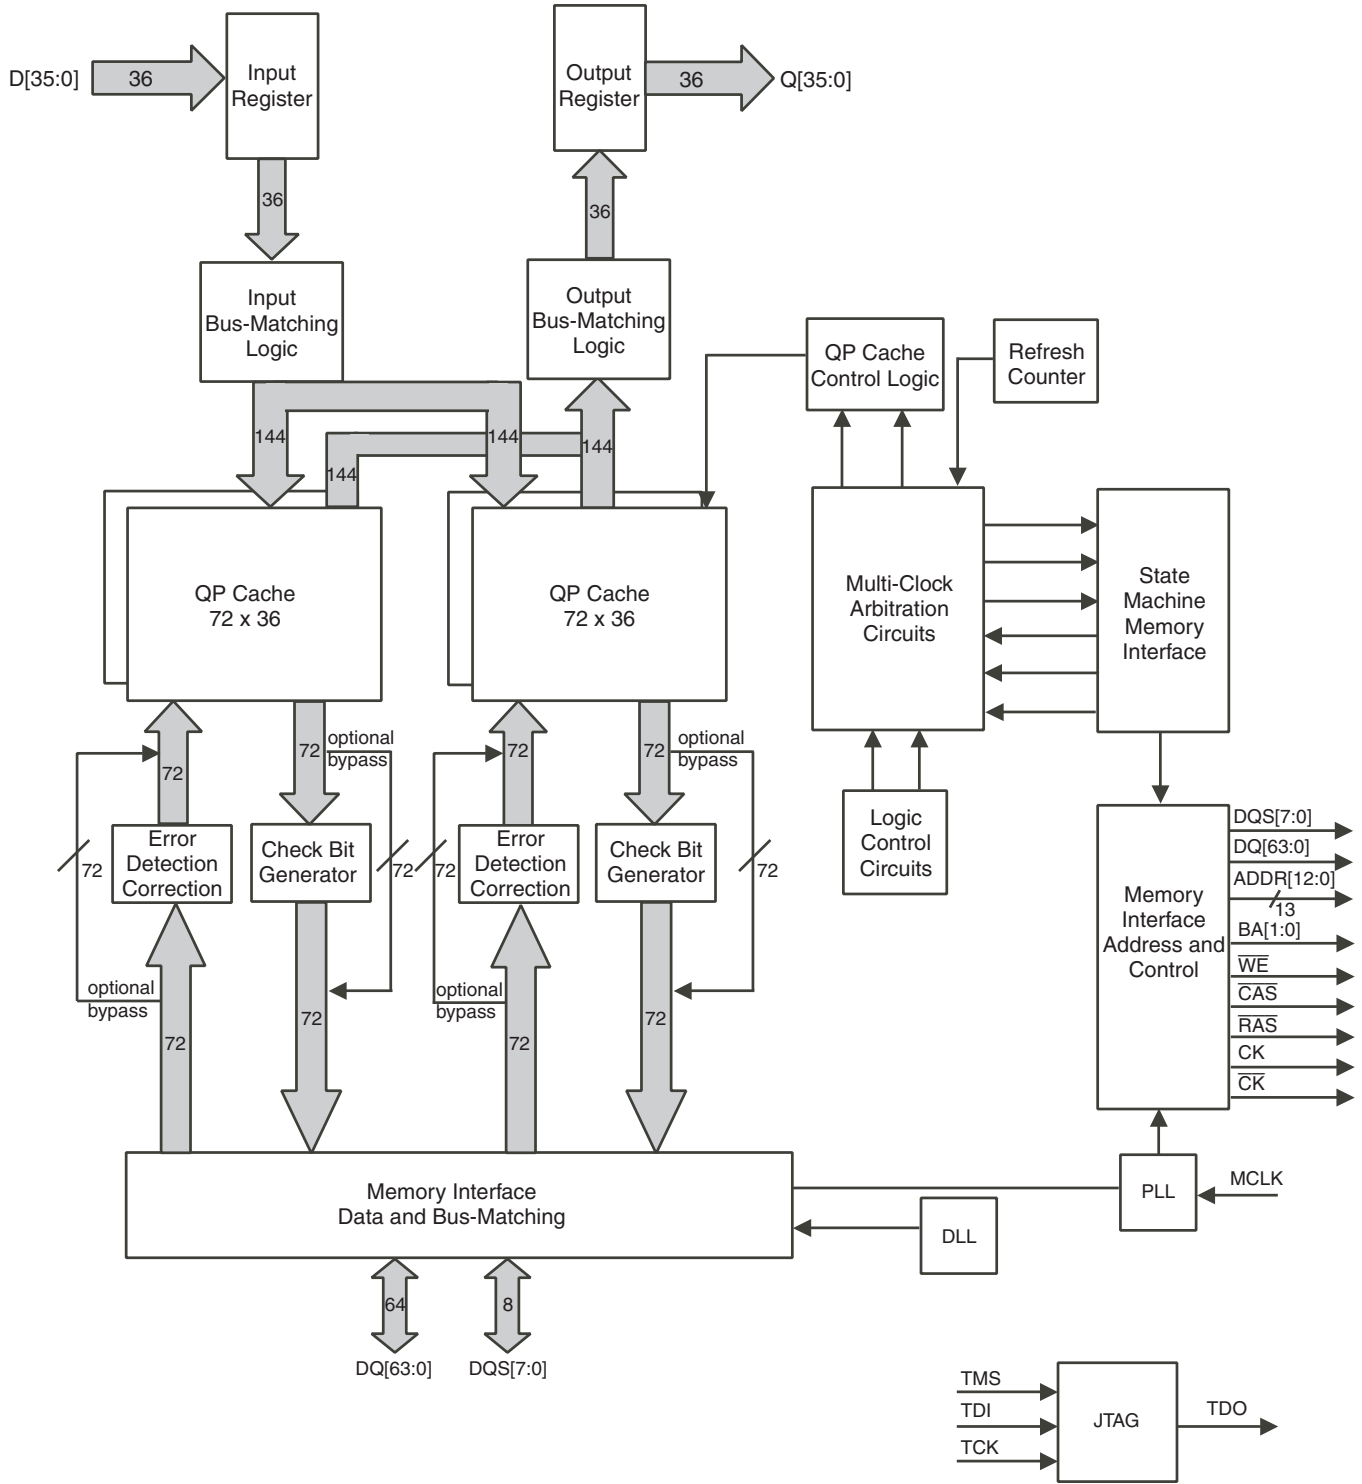 D[35:0]
36
Input
Register
Output
Register
36
Q[35:0]
36
36
Input
Bus-Matching
Logic
Output
Bus-Matching
Logic
QP Cache
Control Logic
Refresh
Counter
144
144
144
144
QP Cache
72 x 36
QP Cache
72 x 36
Multi-Clock
Arbitration
Circuits
State
Machine
Memory
Interface
72
72
optional
bypass
72
72
optional
bypass
72
Error
Detection
Correction
Check Bit
Generator
72
72
Error
Detection
Correction
Check Bit
Generator
72
Logic
Control
Circuits
Memory
Interface
Address and
Control
DQS[7:0]
DQ[63:0]
ADDR[12:0]
13
BA[1:0]
W̅E̅
C̅A̅S̅
R̅A̅S̅
CK
C̅K̅
optional
bypass
72
72
optional
bypass
72
72
Memory Interface
Data and Bus-Matching
PLL
MCLK
DLL
64
8
DQ[63:0]
DQS[7:0]
TMS
TDI
TCK
JTAG
TDO